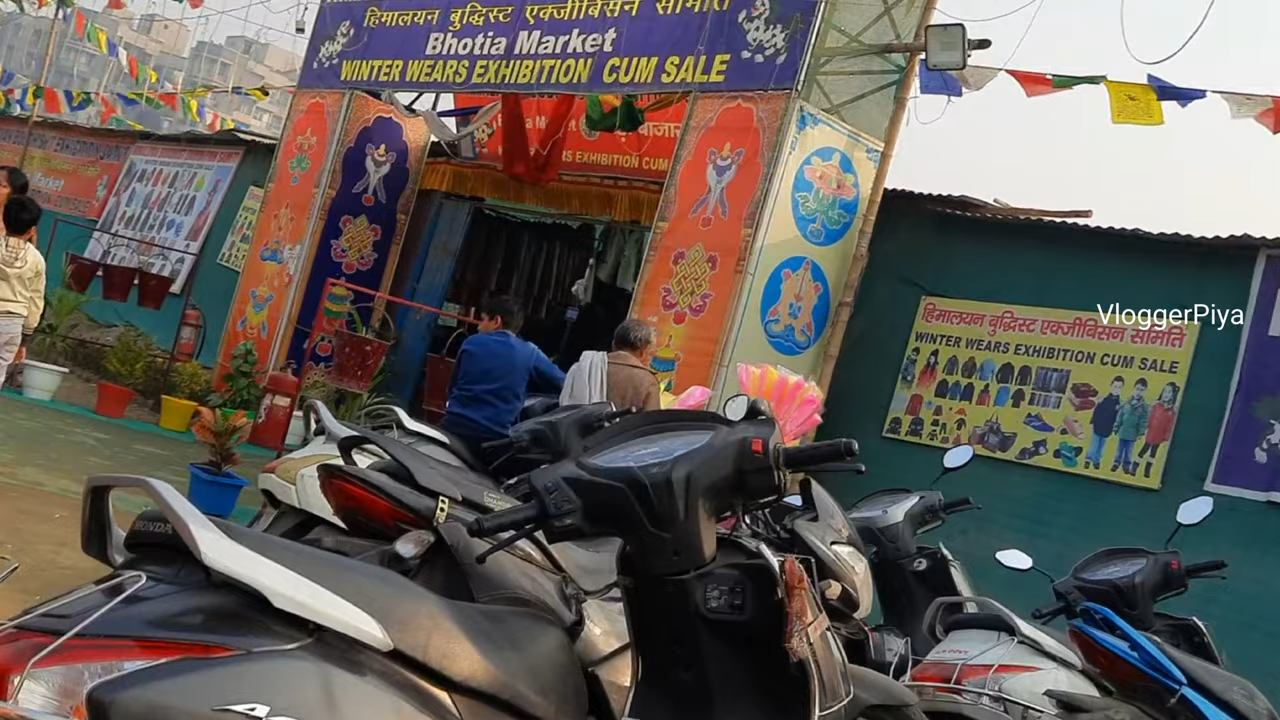 हिमालयन बुद्धिस्ट एक्जीबिसन समिति
Bhotia Market
WINTER WEARS EXHIBITION CUM SALE
बाजार
EXHIBITION CUM
Market
VloggerPiya
हिमालयन बुद्धिस्ट एक्जीबिसन समिति
WINTER WEARS EXHIBITION CUM SALE
HONDA